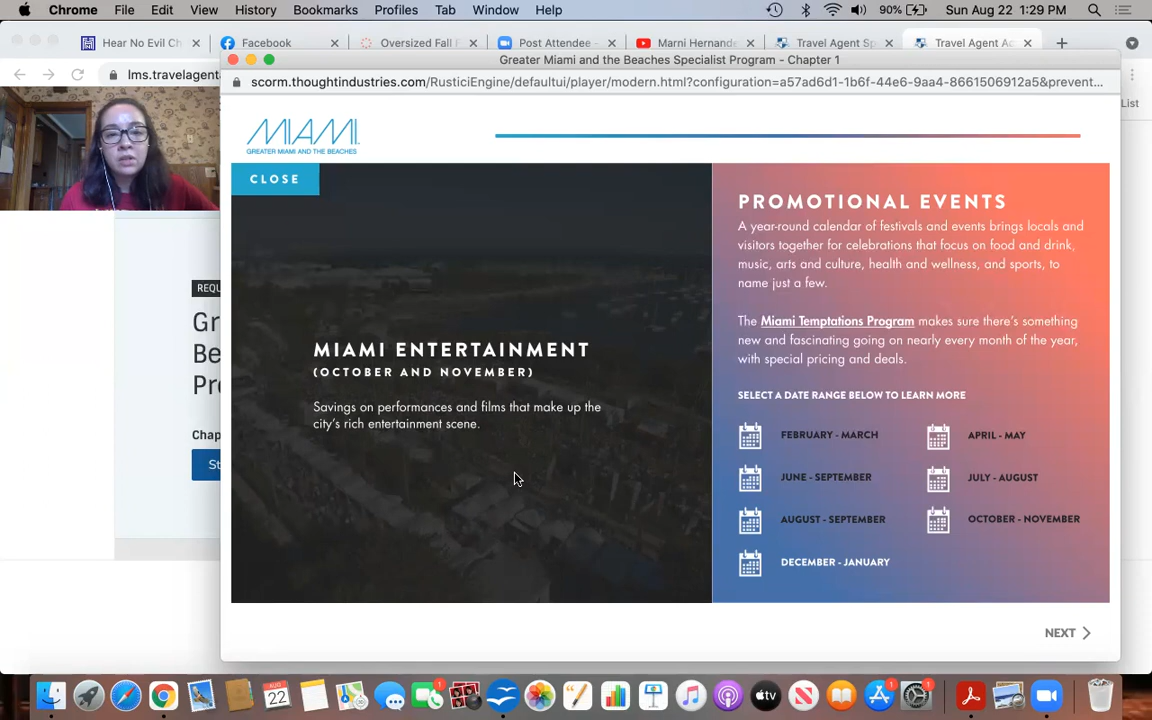 Chrome File Edit View History Bookmarks Profiles Tab Window Help 90% Sun Aug 22 1:29 PM
Hear No Evil Ch Facebook Oversized Fall F Post Attendee - Marni Hernande Travel Agent Sp Travel Agent Ac
lms.travelagent
Greater Miami and the Beaches Specialist Program - Chapter 1
scorm.thoughtindustries.com/RusticiEngine/defaultui/player/modern.html?configuration=a57ad6d1-1b6f-44e6-9aa4-8661506912a5&prevent...
List
MIAMI
GREATER MIAMI AND THE BEACHES
CLOSE
MIAMI ENTERTAINMENT
(OCTOBER AND NOVEMBER)
Savings on performances and films that make up the
city's rich entertainment scene.
PROMOTIONAL EVENTS
A year-round calendar of festivals and events brings locals and
visitors together for celebrations that focus on food and drink,
music, arts and culture, health and wellness, and sports, to
name just a few.
The Miami Temptations Program makes sure there's something
new and fascinating going on nearly every month of the year,
with special pricing and deals.
SELECT A DATE RANGE BELOW TO LEARN MORE
FEBRUARY - MARCH APRIL - MAY
JUNE - SEPTEMBER JULY - AUGUST
AUGUST - SEPTEMBER OCTOBER - NOVEMBER
DECEMBER - JANUARY
NEXT
REQU
Gr
Be
Pro
Chap
St
AUG
22
1
tv
1
1